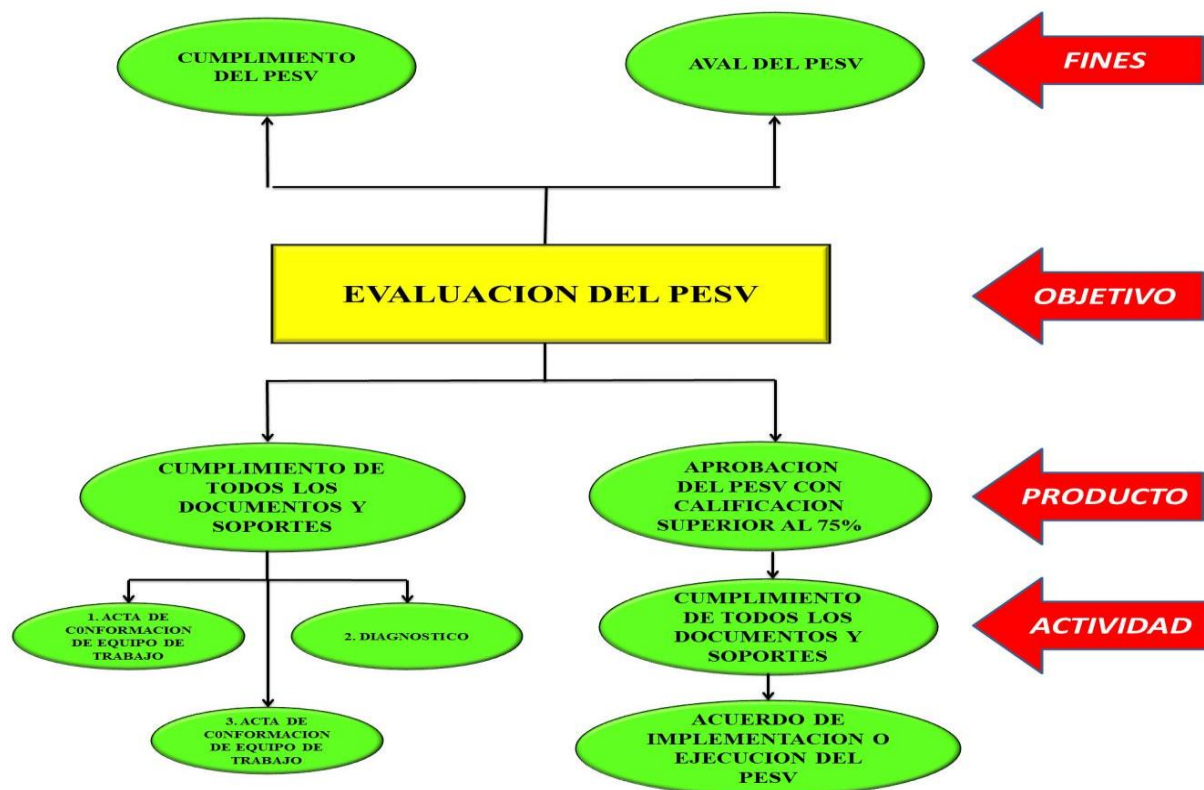 CUMPLIMIENTO
DEL PESV
AVAL DEL PESV
FINES
EVALUACION DEL PESV
OBJETIVO
CUMPLIMIENTO DE
TODOS LOS
DOCUMENTOS Y
SOPORTES
APROBACION
DEL PESV CON
CALIFICACION
SUPERIOR AL 75%
PRODUCTO
1. ACTA DE
C0NFORMACION
DE EQUIPO DE
TRABAJO
2. DIAGNOSTICO
CUMPLIMIENTO
DE TODOS LOS
DOCUMENTOS Y
SOPORTES
ACTIVIDAD
3. ACTA DE
C0NFORMACION
DE EQUIPO DE
TRABAJO
ACUERDO DE
IMPLEMENTACION O
EJECUCION DEL
PESV